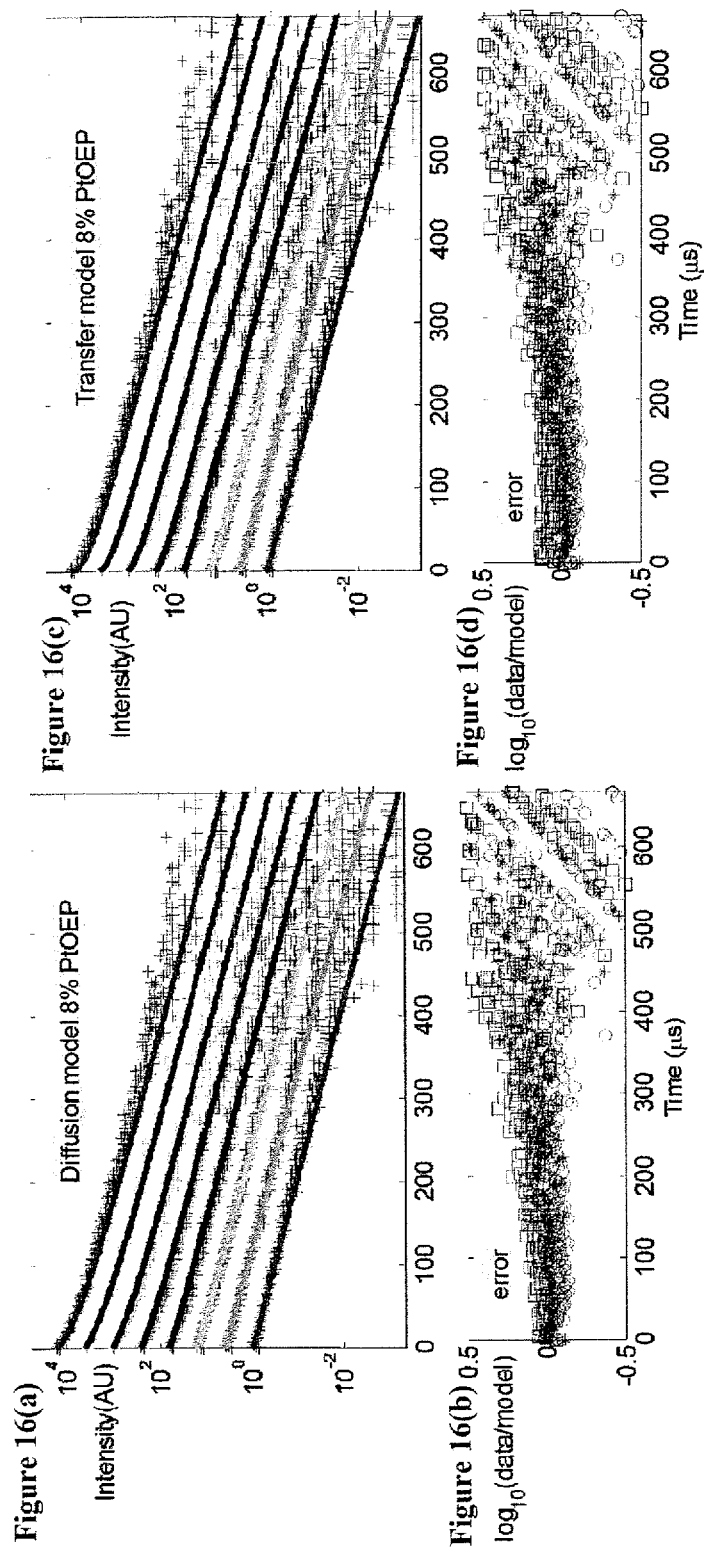 Figure 16(a)
Diffusion model 8% PtOEP
Intensity(AU)
10^4
10^2
10^0
10^-2
0 100 200 300 400 500 600
Figure 16(b)
log10(data/model)
error
0.5
0
-0.5
0 100 200 300 400 500 600
Time (μs)
Figure 16(c)
Transfer model 8% PtOEP
Intensity(AU)
10^4
10^2
10^0
10^-2
0 100 200 300 400 500 600
Figure 16(d)
log10(data/model)
error
0.5
0
-0.5
0 100 200 300 400 500 600
Time (μs)